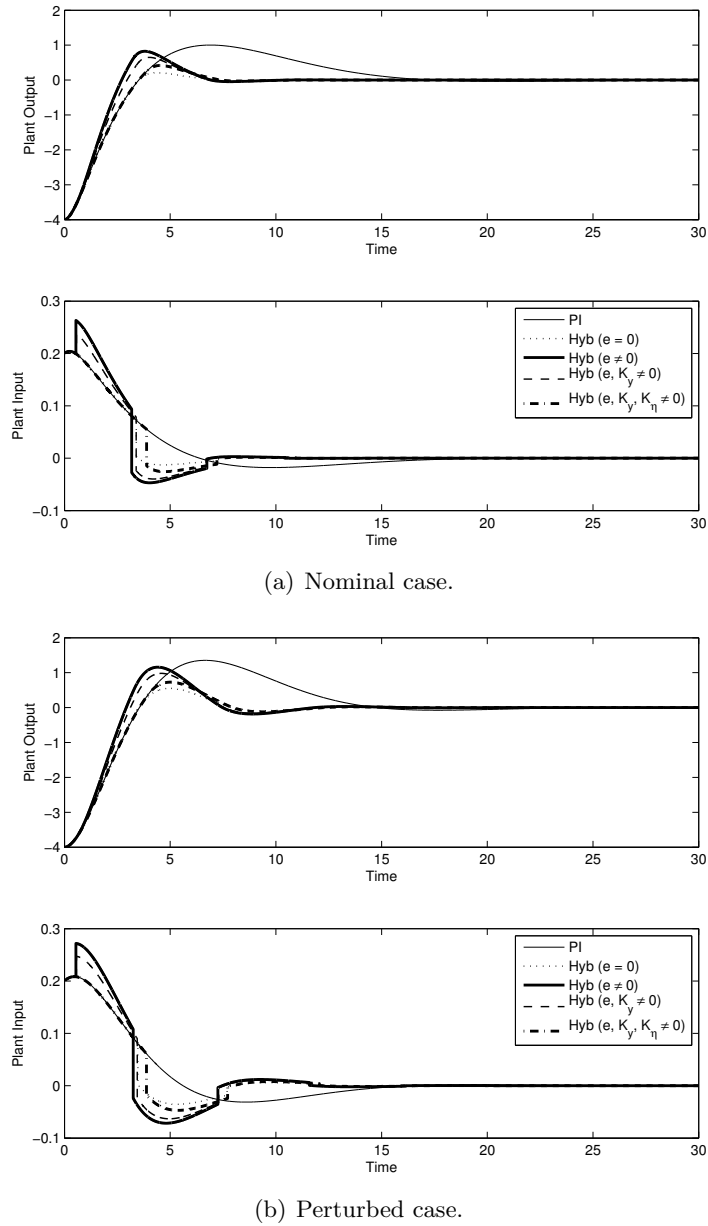 2
1
0
−1
−2
−3
−4
0 5 10 15 20 25 30
Plant Output
Time
0.3
0.2
0.1
0
−0.1
0 5 10 15 20 25 30
Plant Input
Time
PI
Hyb (e = 0)
Hyb (e ≠ 0)
Hyb (e, K_y ≠ 0)
Hyb (e, K_y, K_η ≠ 0)
(a) Nominal case.
2
1
0
−1
−2
−3
−4
0 5 10 15 20 25 30
Plant Output
Time
0.3
0.2
0.1
0
−0.1
0 5 10 15 20 25 30
Plant Input
Time
PI
Hyb (e = 0)
Hyb (e ≠ 0)
Hyb (e, K_y ≠ 0)
Hyb (e, K_y, K_η ≠ 0)
(b) Perturbed case.